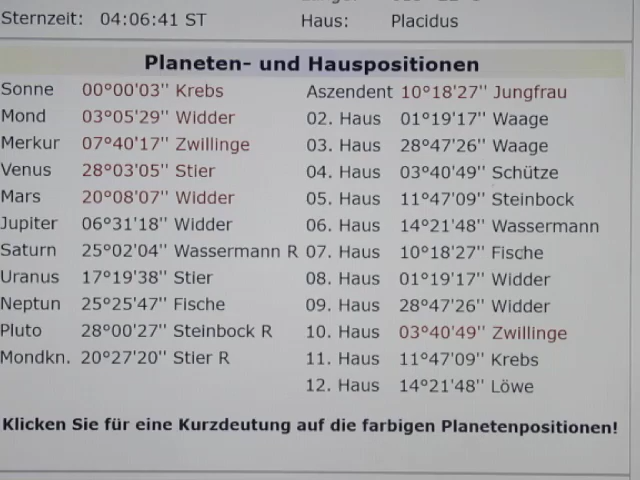 Sternzeit: 04:06:41 ST
Haus: Placidus
Planeten- und Hauspositionen
Sonne 00°00'03'' Krebs Aszendent 10°18'27'' Jungfrau
Mond 03°05'29'' Widder 02. Haus 01°19'17'' Waage
Merkur 07°40'17'' Zwillinge 03. Haus 28°47'26'' Waage
Venus 28°03'05'' Stier 04. Haus 03°40'49'' Schütze
Mars 20°08'07'' Widder 05. Haus 11°47'09'' Steinbock
Jupiter 06°31'18'' Widder 06. Haus 14°21'48'' Wassermann
Saturn 25°02'04'' Wassermann R 07. Haus 10°18'27'' Fische
Uranus 17°19'38'' Stier 08. Haus 01°19'17'' Widder
Neptun 25°25'47'' Fische 09. Haus 28°47'26'' Widder
Pluto 28°00'27'' Steinbock R 10. Haus 03°40'49'' Zwillinge
Mondkn. 20°27'20'' Stier R 11. Haus 11°47'09'' Krebs
12. Haus 14°21'48'' Löwe
Klicken Sie für eine Kurzdeutung auf die farbigen Planetenpositionen!